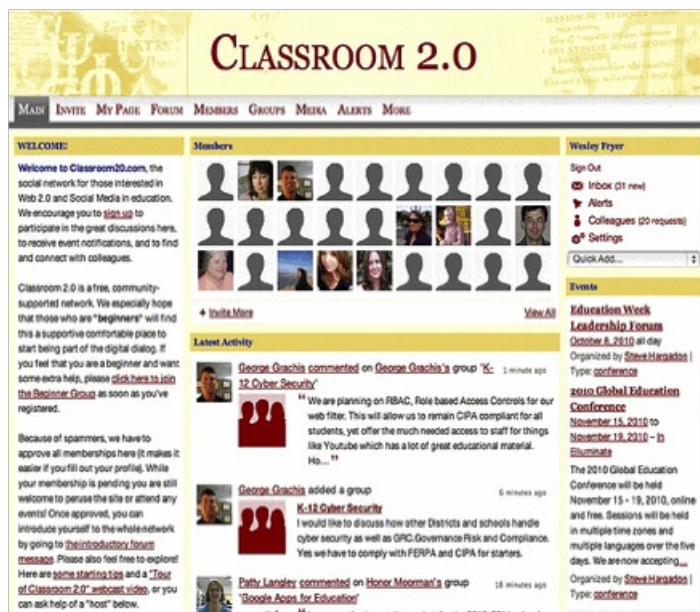 CLASSROOM 2.0
MAIN INVITE MY PAGE FORUM MEMBERS GROUPS MEDIA ALERTS MORE
WELCOME!
Welcome to Classroom20.com, the
social network for those interested in
Web 2.0 and Social Media in education.
We encourage you to sign up to
participate in the great discussions here,
to receive event notifications, and to find
and connect with colleagues.
Classroom 2.0 is a free, community-
supported network. We especially hope
that those who are "beginners" will find
this a supportive comfortable place to
start being part of the digital dialog. If
you feel that you are a beginner and want
some extra help, please click here to join
the Beginner Group as soon as you've
registered.
Because of spammers, we have to
approve all memberships here (it makes it
easier if you fill out your profile). While
your membership is pending you are still
welcome to peruse the site or attend any
events! Once approved, you can
introduce yourself to the whole network
by going to the introductory forum
message. Please also feel free to explore!
Here are some starting tips and a "Tour
of Classroom 2.0" webcast video, or you
can ask help of a "host" below.
Members
+ Invite More View All
Latest Activity
George Grachis commented on George Grachis's group 'K-
12 Cyber Security' 1 minute ago
“ We are planning on RBAC, Role based Access Controls for our
web filter. This will allow us to remain CIPA compliant for all
students, yet offer the much needed access to staff for things
like Youtube which has a lot of great educational material.
Ho… ”
George Grachis added a group 6 minutes ago
K-12 Cyber Security
I would like to discuss how other Districts and schools handle
cyber security as well as GRC.Governance Risk and Compliance.
Yes we have to comply with FERPA and CIPA for starters.
Patty Langley commented on Honor Moorman's group 18 minutes ago
'Google Apps for Education'
Wesley Fryer
Sign Out
Inbox (31 new)
Alerts
Colleagues (20 requests)
Settings
Quick Add...
Events
Education Week
Leadership Forum
October 8, 2010 all day
Organized by Steve Hargadon |
Type: conference
2010 Global Education
Conference
November 15, 2010 to
November 19, 2010 – in
Elluminate
The 2010 Global Education
Conference will be held
November 15 - 19, 2010, online
and free. Sessions will be held
in multiple time zones and
multiple languages over the five
days. We are now accepting…
Organized by Steve Hargadon |
Type: conference